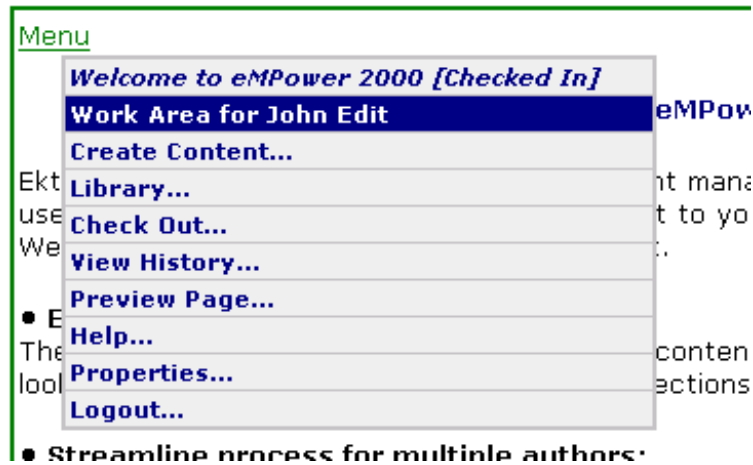 Menu
Welcome to eMPower 2000 [Checked In]
Work Area for John Edit
eMPow
Create Content...
Ekt
Library...
nt mana
use
Check Out...
t to yo
We
View History...
Preview Page...
• E
Help...
The
conten
Properties...
look
ections
Logout...
• Streamline process for multiple authors: